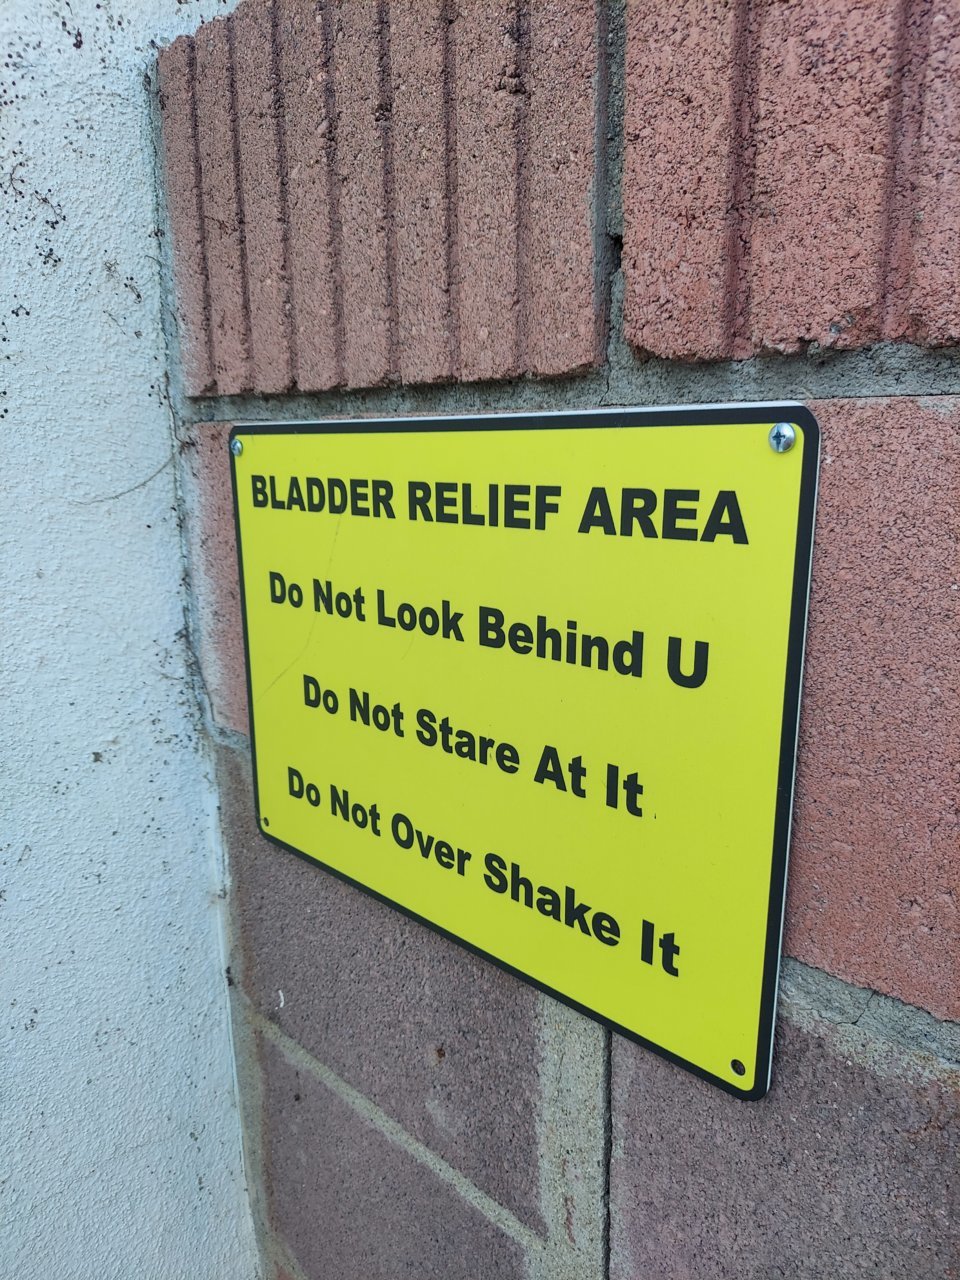 BLADDER RELIEF AREA
Do Not Look Behind U
Do Not Stare At It
Do Not Over Shake It